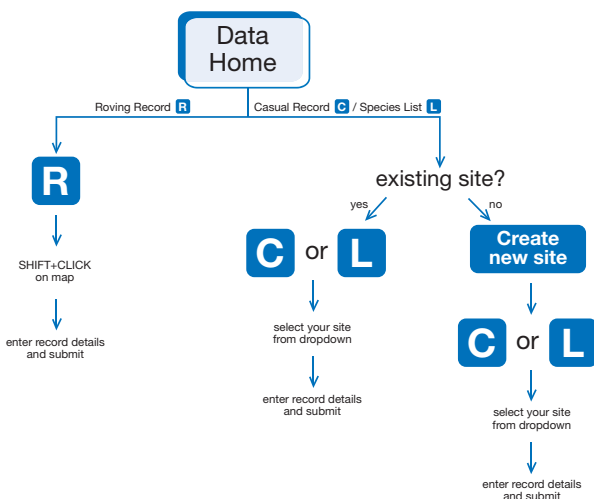 Data
Home
Roving Record R
Casual Record C / Species List L
R
SHIFT+CLICK
on map
enter record details
and submit
existing site?
yes
no
C or L
select your site
from dropdown
enter record details
and submit
Create
new site
C or L
select your site
from dropdown
enter record details
and submit